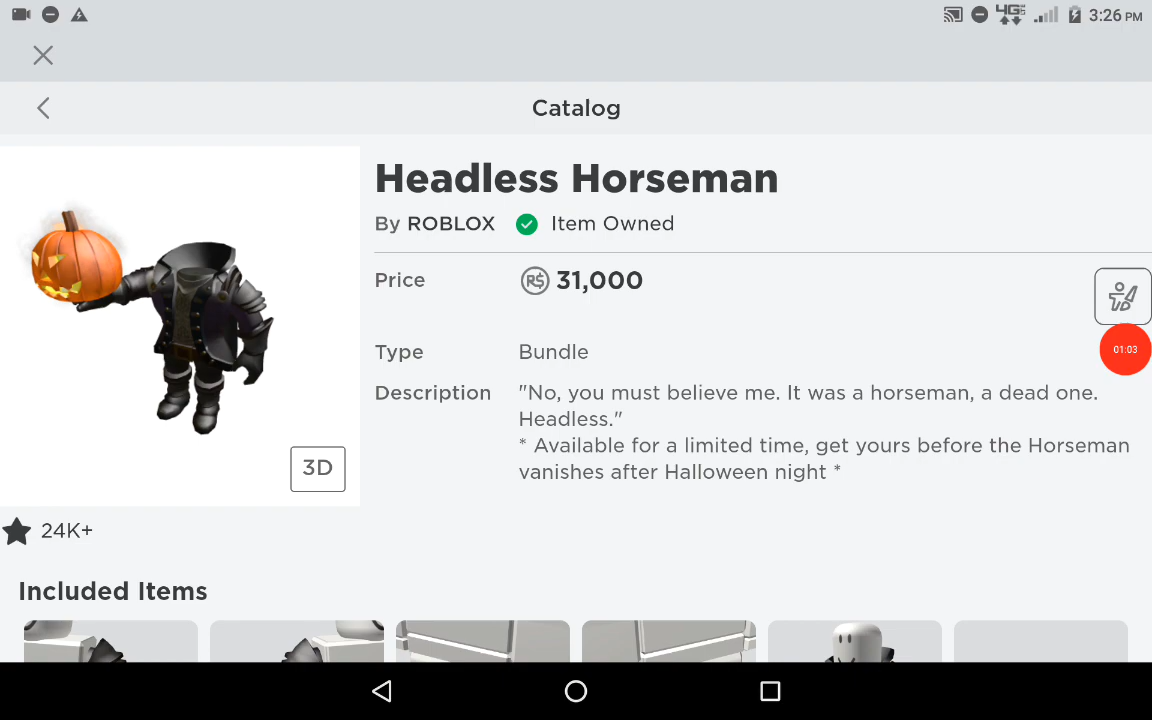 4G 3:26 PM
Catalog
Headless Horseman
By ROBLOX Item Owned
Price R$ 31,000
01:03
Type Bundle
Description "No, you must believe me. It was a horseman, a dead one.
Headless."
* Available for a limited time, get yours before the Horseman
vanishes after Halloween night *
3D
24K+
Included Items